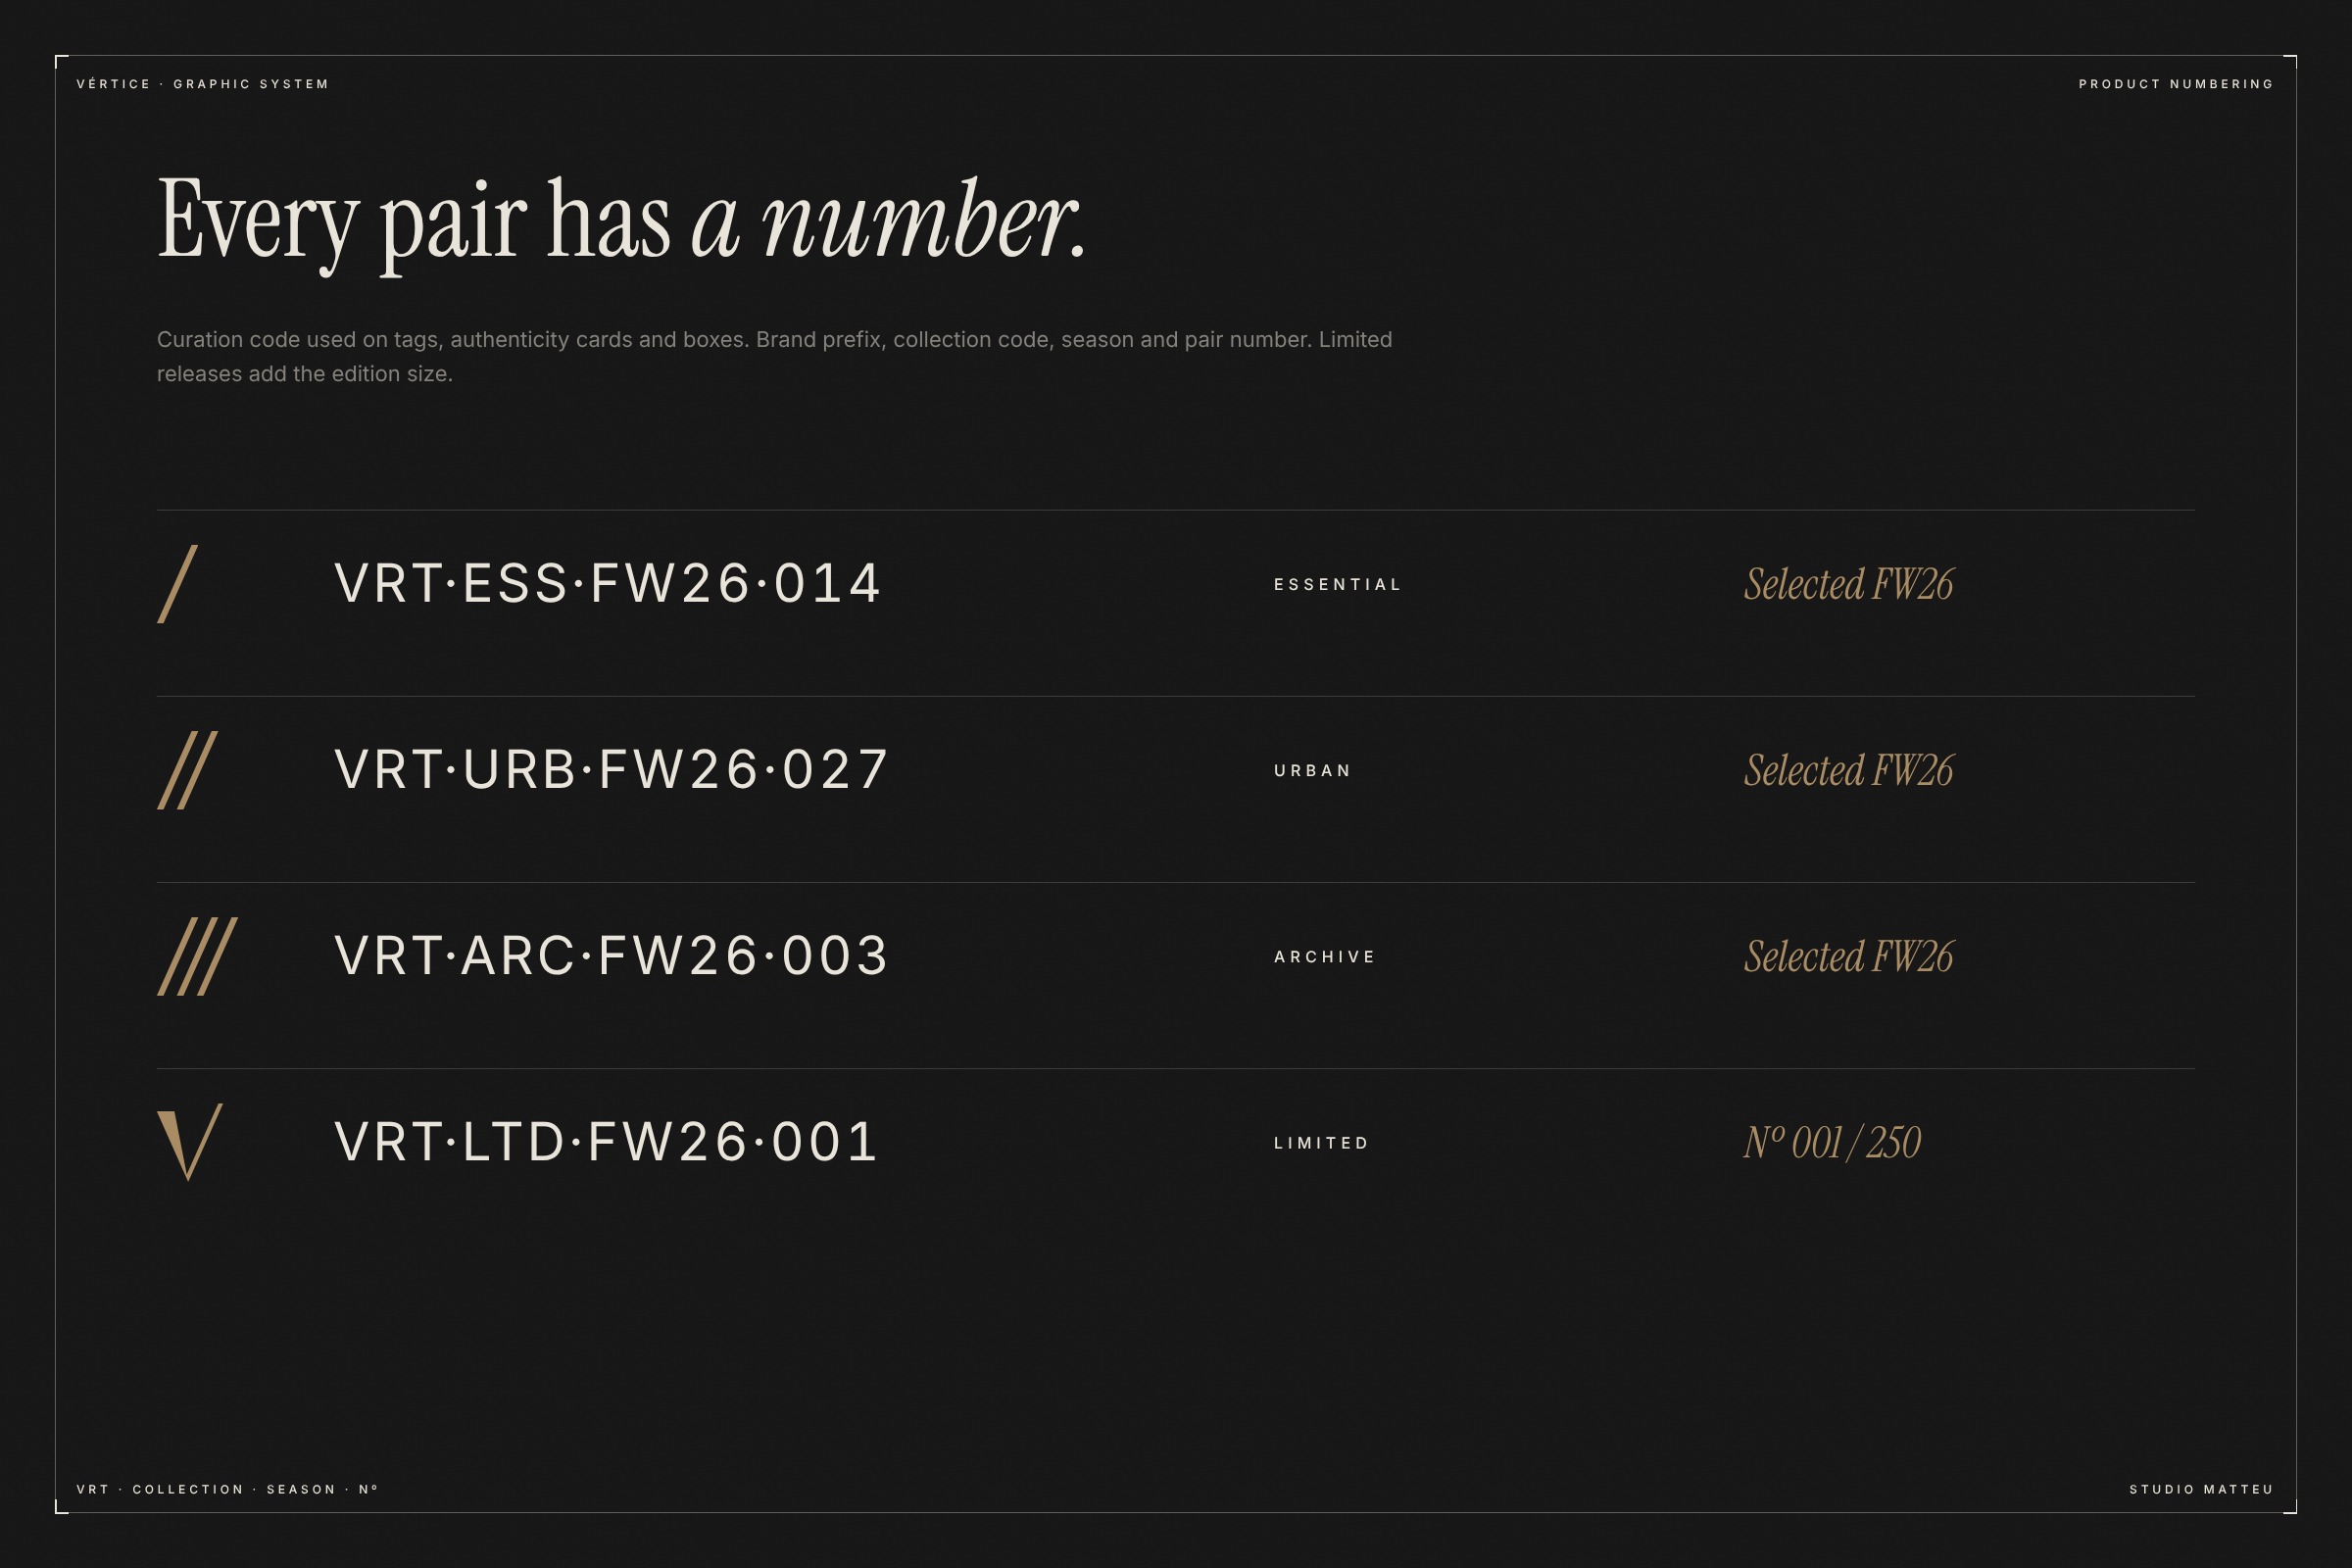 VÉRTICE · GRAPHIC SYSTEM
PRODUCT NUMBERING
Every pair has a number.
Curation code used on tags, authenticity cards and boxes. Brand prefix, collection code, season and pair number. Limited
releases add the edition size.
VRT·ESS·FW26·014
ESSENTIAL
Selected FW26
VRT·URB·FW26·027
URBAN
Selected FW26
VRT·ARC·FW26·003
ARCHIVE
Selected FW26
VRT·LTD·FW26·001
LIMITED
Nº 001 / 250
VRT · COLLECTION · SEASON · Nº
STUDIO MATTEU